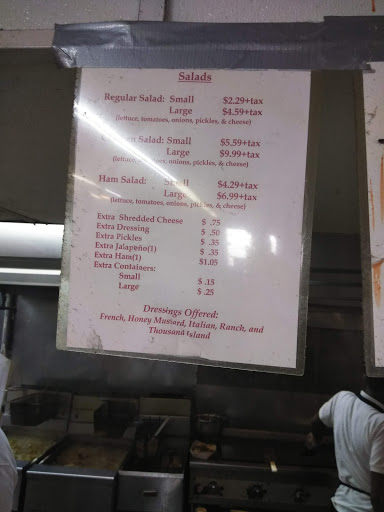 Salads
Regular Salad: Small $2.29+tax
Large $4.59+tax
(lettuce, tomatoes, onions, pickles, & cheese)
Salad: Small $5.59+tax
Large $9.99+tax
(lettuce, tomatoes, onions, pickles, & cheese)
Ham Salad: Small $4.29+tax
Large $6.99+tax
(lettuce, tomatoes, onions, pickles, & cheese)
Extra Shredded Cheese $ .75
Extra Dressing $ .50
Extra Pickles $ .35
Extra Jalapeño(1) $ .35
Extra Ham(1) $1.05
Extra Containers:
Small $ .15
Large $ .25
Dressings Offered:
French, Honey Mustard, Italian, Ranch, and
Thousand Island